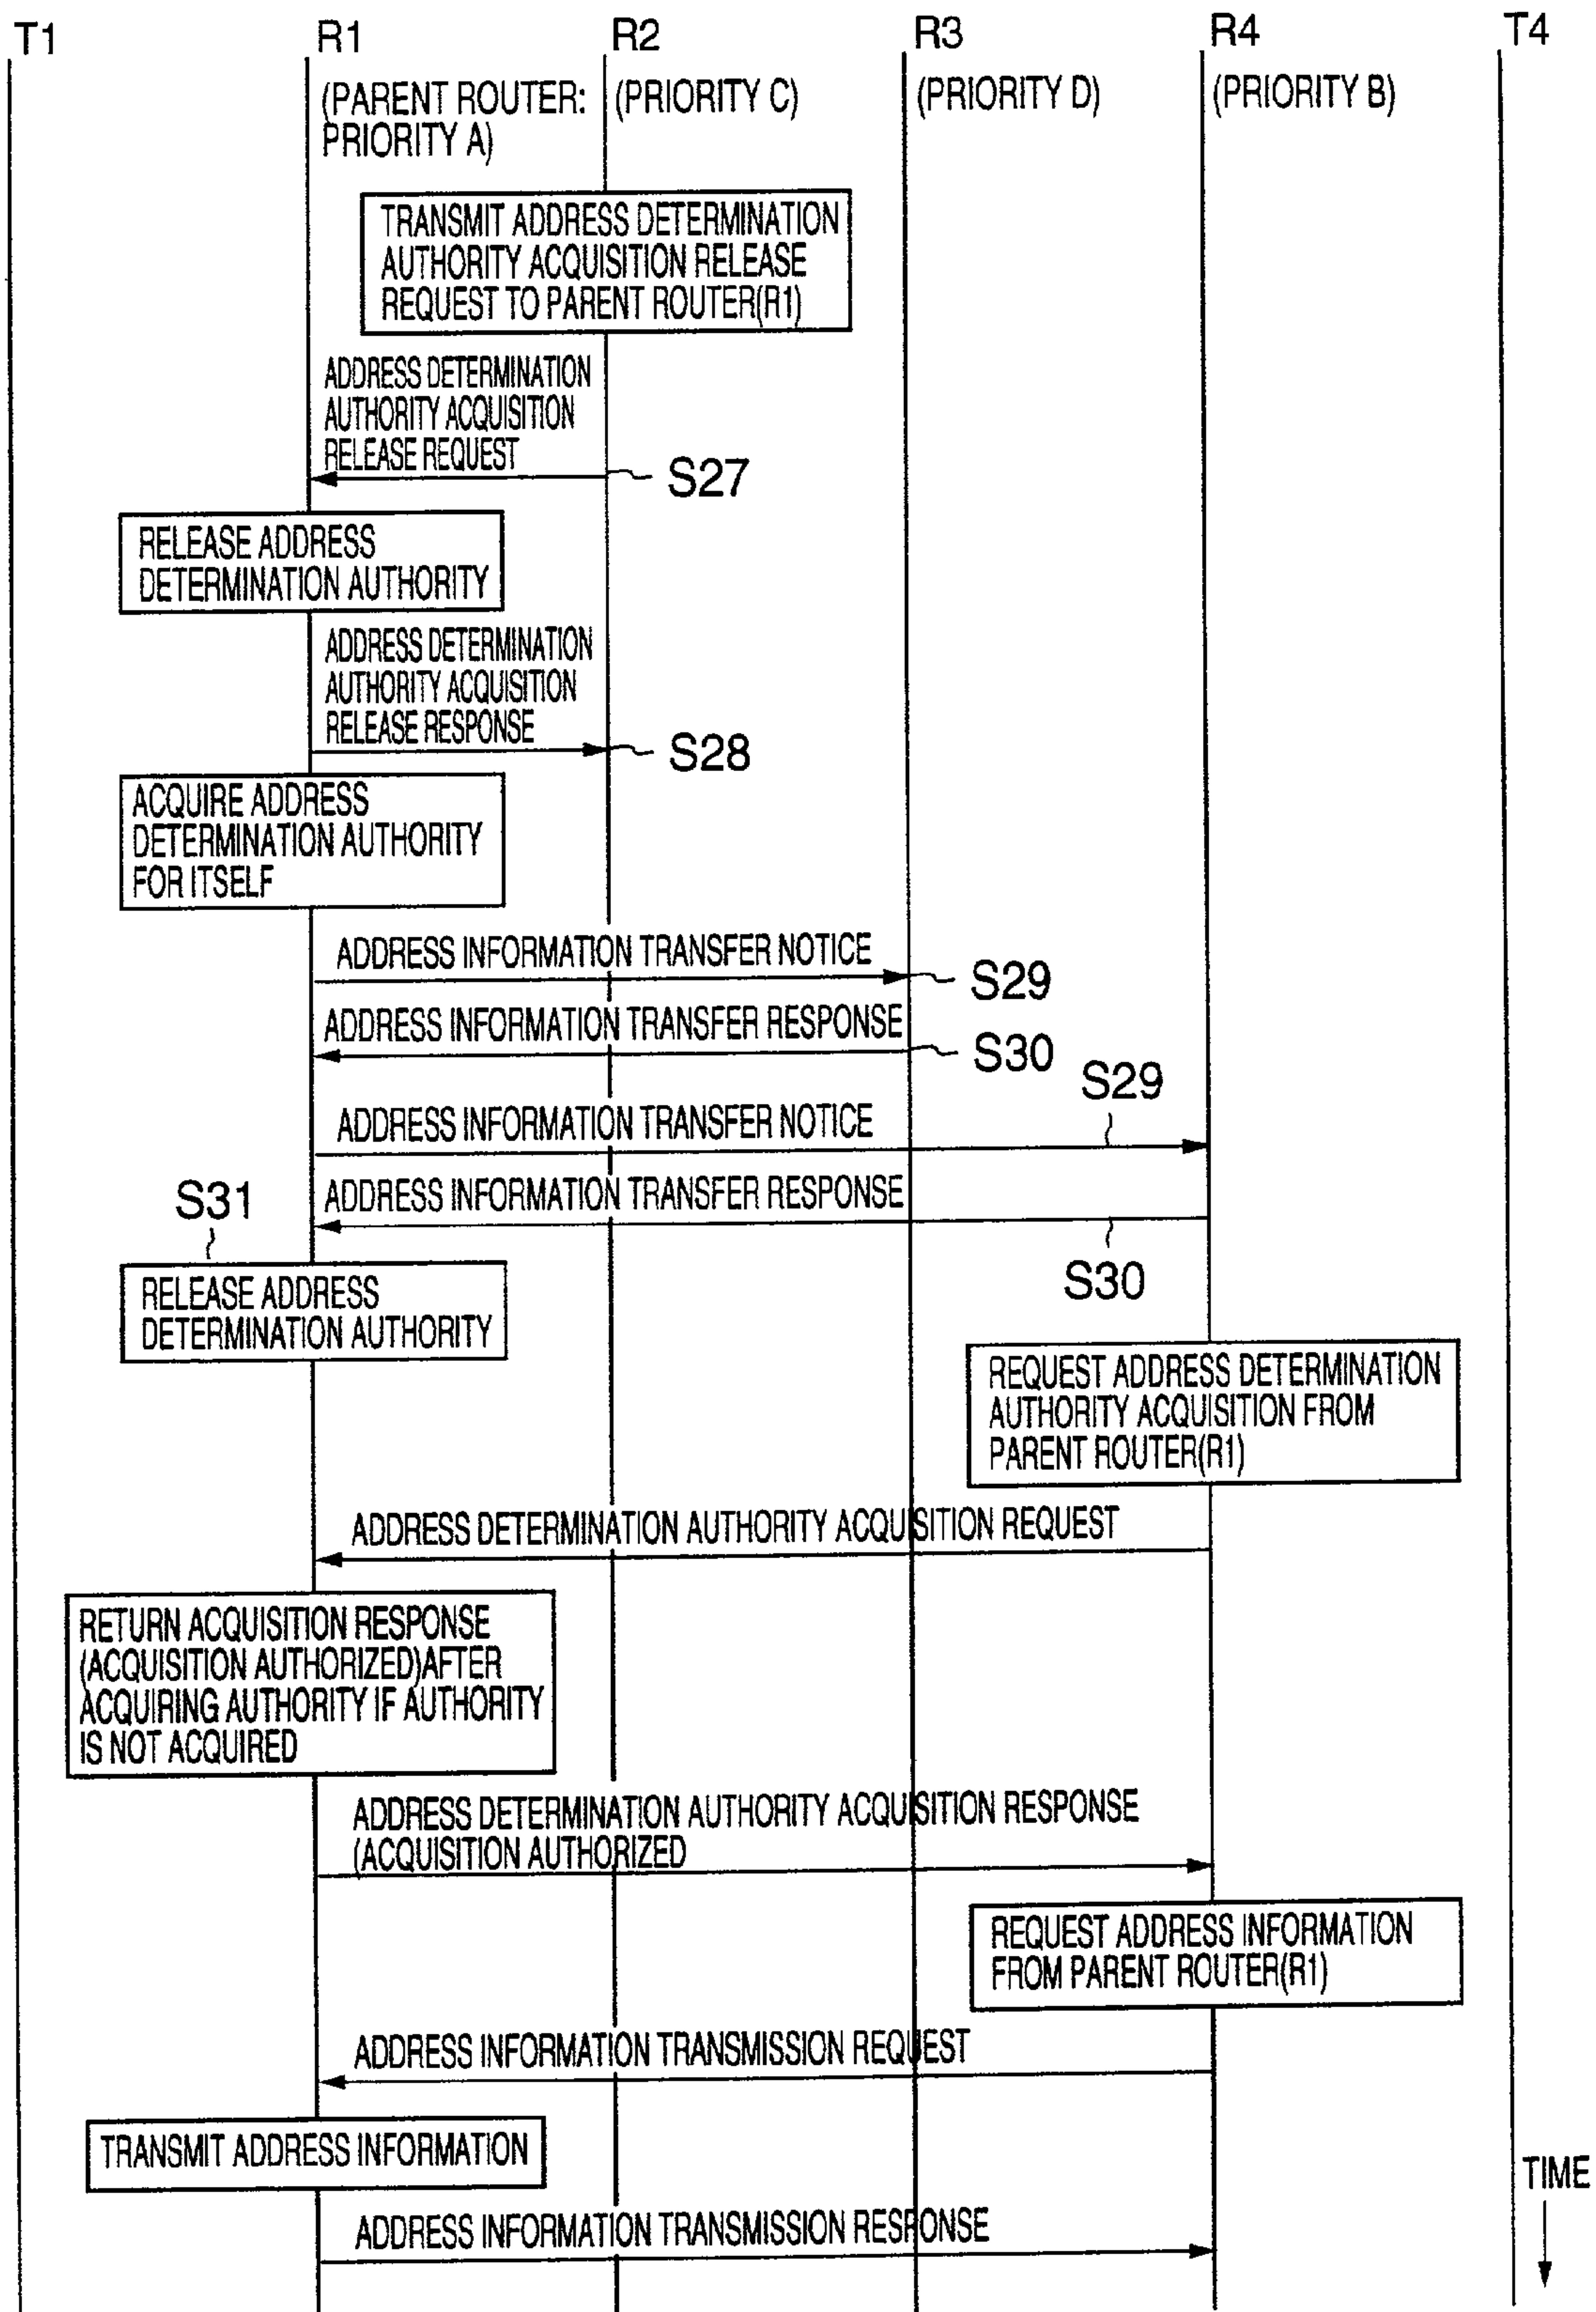 T1
R1
R2
R3
R4
T4
(PARENT ROUTER:
PRIORITY A)
(PRIORITY C)
(PRIORITY D)
(PRIORITY B)
TRANSMIT ADDRESS DETERMINATION
AUTHORITY ACQUISITION RELEASE
REQUEST TO PARENT ROUTER(R1)
ADDRESS DETERMINATION
AUTHORITY ACQUISITION
RELEASE REQUEST
S27
RELEASE ADDRESS
DETERMINATION AUTHORITY
ADDRESS DETERMINATION
AUTHORITY ACQUISITION
RELEASE RESPONSE
S28
ACQUIRE ADDRESS
DETERMINATION AUTHORITY
FOR ITSELF
ADDRESS INFORMATION TRANSFER NOTICE
S29
ADDRESS INFORMATION TRANSFER RESPONSE
S30
S29
ADDRESS INFORMATION TRANSFER NOTICE
ADDRESS INFORMATION TRANSFER RESPONSE
S31
S30
RELEASE ADDRESS
DETERMINATION AUTHORITY
REQUEST ADDRESS DETERMINATION
AUTHORITY ACQUISITION FROM
PARENT ROUTER(R1)
ADDRESS DETERMINATION AUTHORITY ACQUISITION REQUEST
RETURN ACQUISITION RESPONSE
(ACQUISITION AUTHORIZED)AFTER
ACQUIRING AUTHORITY IF AUTHORITY
IS NOT ACQUIRED
ADDRESS DETERMINATION AUTHORITY ACQUISITION RESPONSE
(ACQUISITION AUTHORIZED
REQUEST ADDRESS INFORMATION
FROM PARENT ROUTER(R1)
ADDRESS INFORMATION TRANSMISSION REQUEST
TRANSMIT ADDRESS INFORMATION
TIME
ADDRESS INFORMATION TRANSMISSION RESPONSE